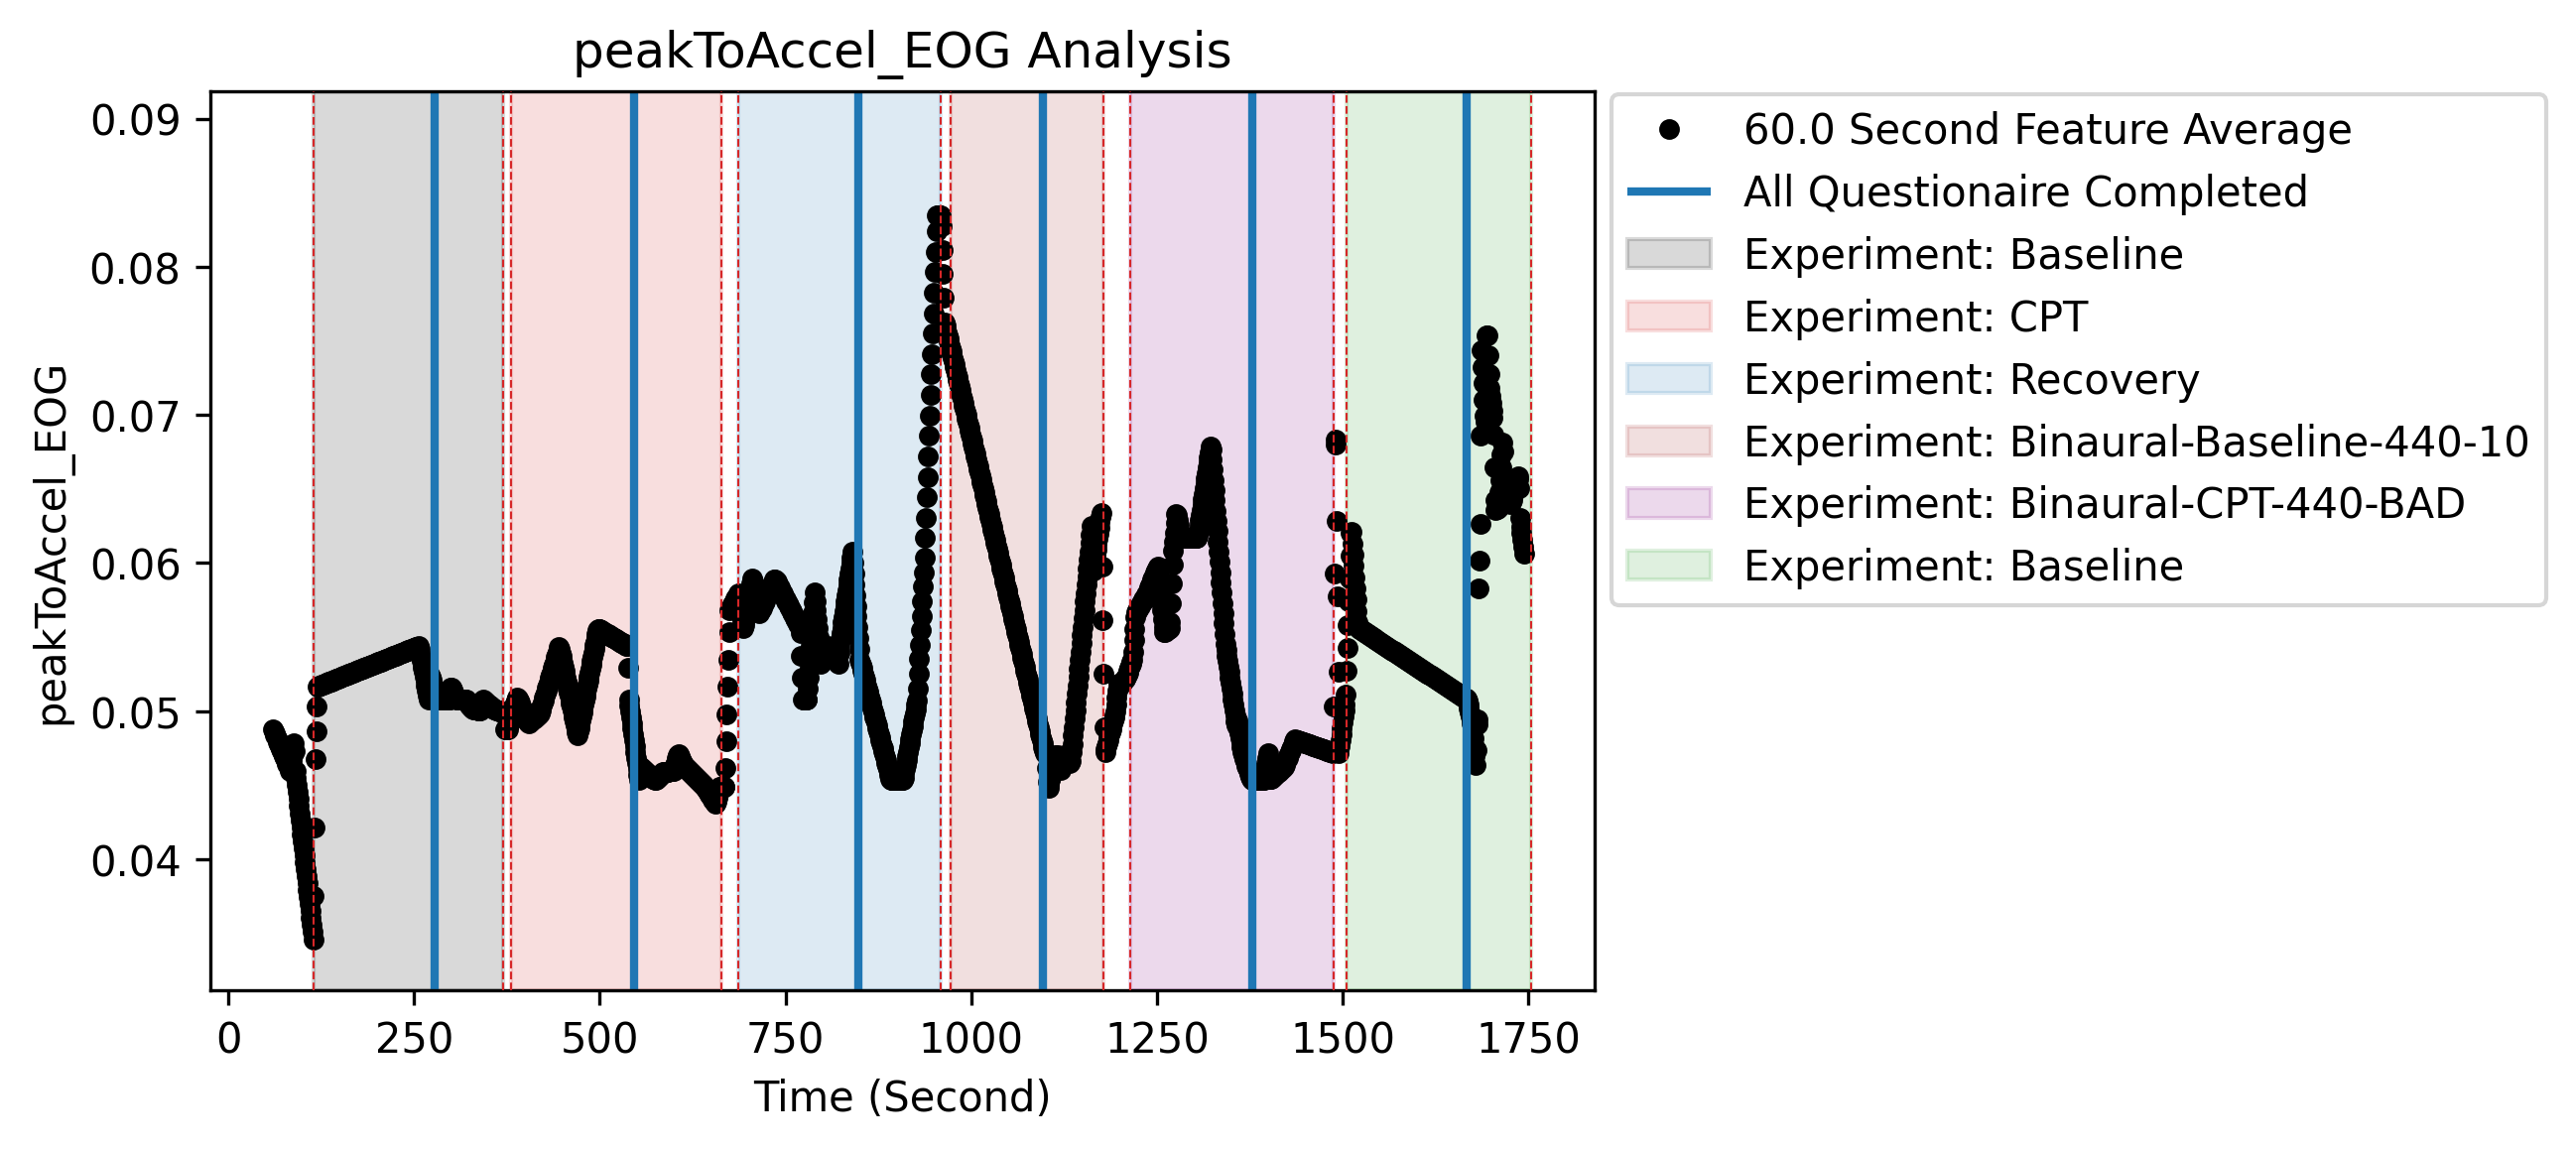 peakToAccel_EOG Analysis
peakToAccel_EOG
0.09
0.08
0.07
0.06
0.05
0.04
0
250
500
750
1000
1250
1500
1750
Time (Second)
60.0 Second Feature Average
All Questionaire Completed
Experiment: Baseline
Experiment: CPT
Experiment: Recovery
Experiment: Binaural-Baseline-440-10
Experiment: Binaural-CPT-440-BAD
Experiment: Baseline